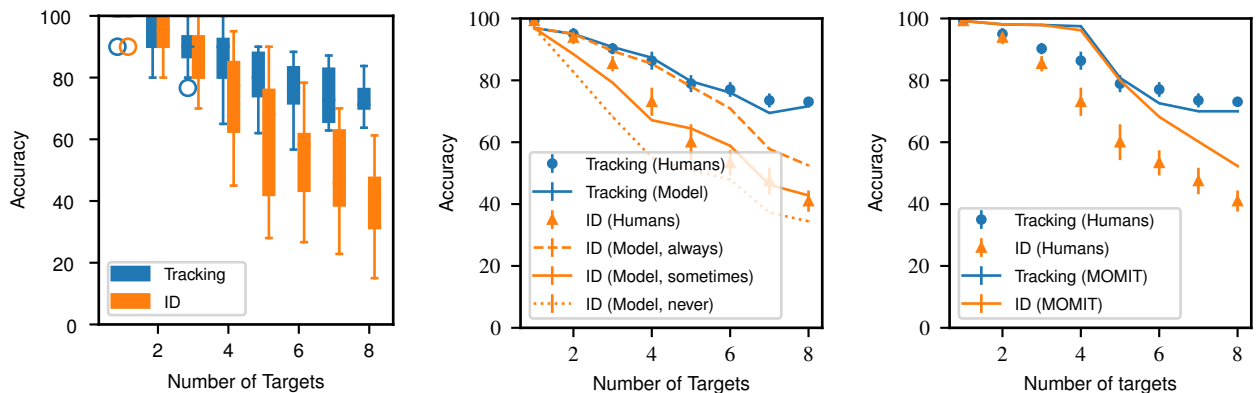 100
80
60
40
20
0
Accuracy
Tracking
ID
2
4
6
8
Number of Targets
100
80
60
40
20
0
Accuracy
Tracking (Humans)
Tracking (Model)
ID (Humans)
ID (Model, always)
ID (Model, sometimes)
ID (Model, never)
2
4
6
8
Number of Targets
100
80
60
40
20
0
Accuracy
Tracking (Humans)
ID (Humans)
Tracking (MOMIT)
ID (MOMIT)
2
4
6
8
Number of targets